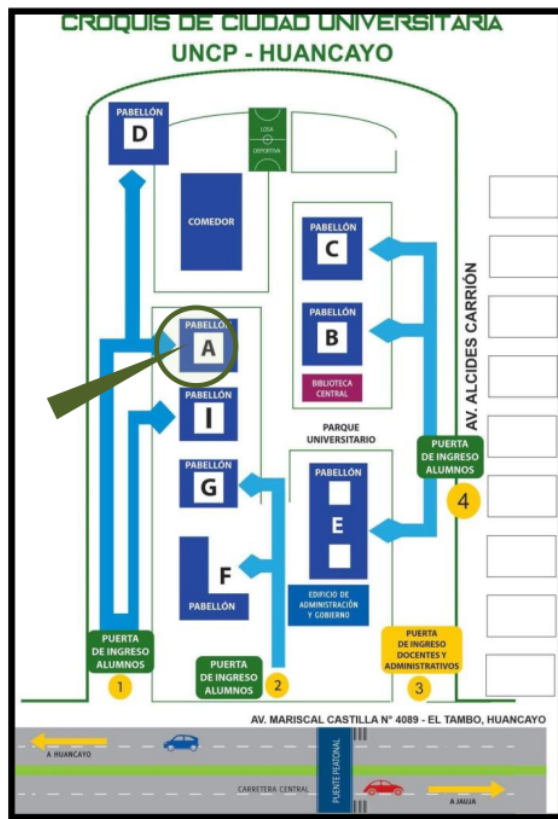 CROQUIS DE CIUDAD UNIVERSITARIA
UNCP - HUANCAYO
PABELLÓN
D
LOSA
DEPORTIVA
COMEDOR
PABELLÓN
C
PABELLÓN
B
BIBLIOTECA
CENTRAL
PABELLÓN
A
PABELLÓN
I
PARQUE
UNIVERSITARIO
PABELLÓN
G
PABELLÓN
E
F
PABELLÓN
EDIFICIO DE
ADMINISTRACIÓN
Y GOBIERNO
AV. ALCIDES CARRIÓN
PUERTA
DE INGRESO
ALUMNOS
4
PUERTA
DE INGRESO
ALUMNOS
1
PUERTA
DE INGRESO
ALUMNOS
2
PUERTA
DE INGRESO
DOCENTES Y
ADMINISTRATIVOS
3
AV. MARISCAL CASTILLA N° 4089 - EL TAMBO, HUANCAYO
A HUANCAYO
CARRETERA CENTRAL
PUENTE PEATONAL
A JAUJA